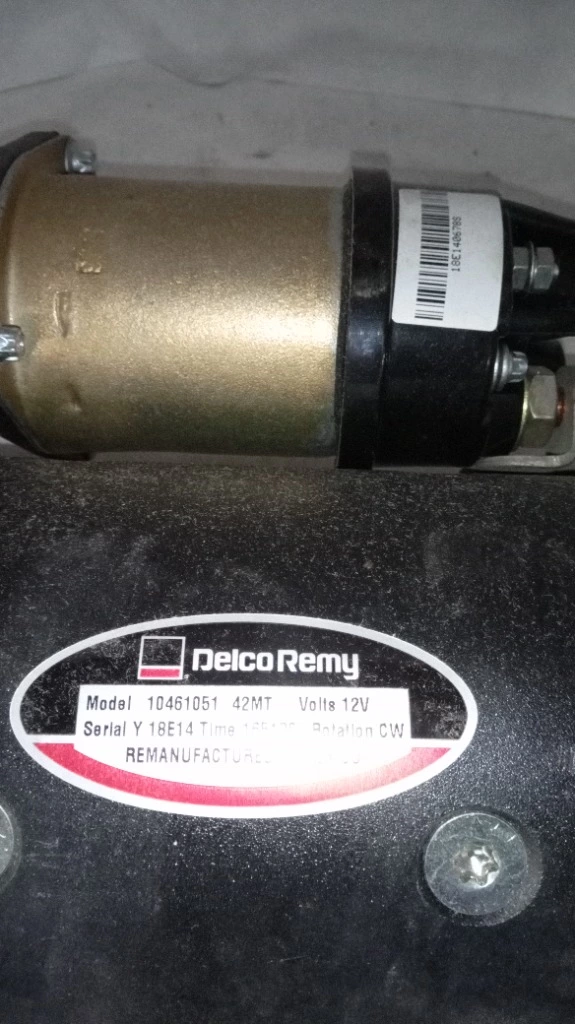 18E1406786
Delco Remy
Model 10461051 42MT Volts 12V
Serial Y 18E14 Time Rotation CW
REMANUFACTURED